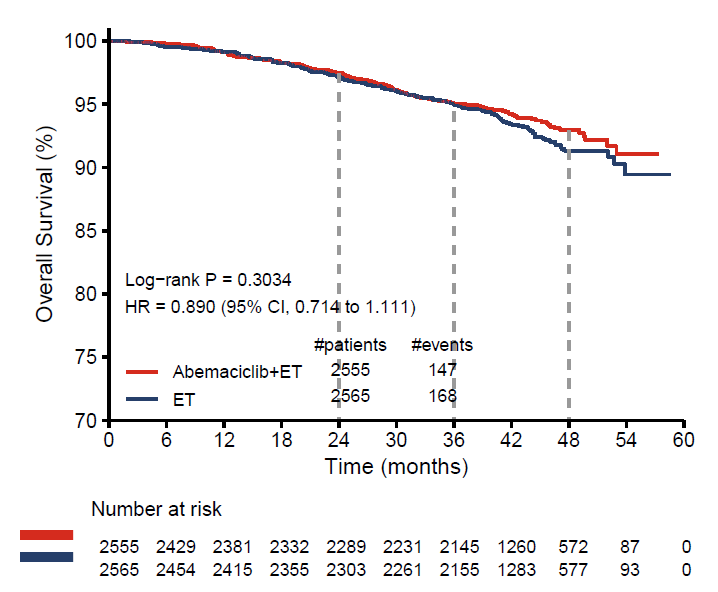 100
95
90
85
80
75
70
Overall Survival (%)
Log-rank P = 0.3034
HR = 0.890 (95% CI, 0.714 to 1.111)
#patients #events
Abemaciclib+ET 2555 147
ET 2565 168
0 6 12 18 24 30 36 42 48 54 60
Time (months)
Number at risk
2555 2429 2381 2332 2289 2231 2145 1260 572 87 0
2565 2454 2415 2355 2303 2261 2155 1283 577 93 0